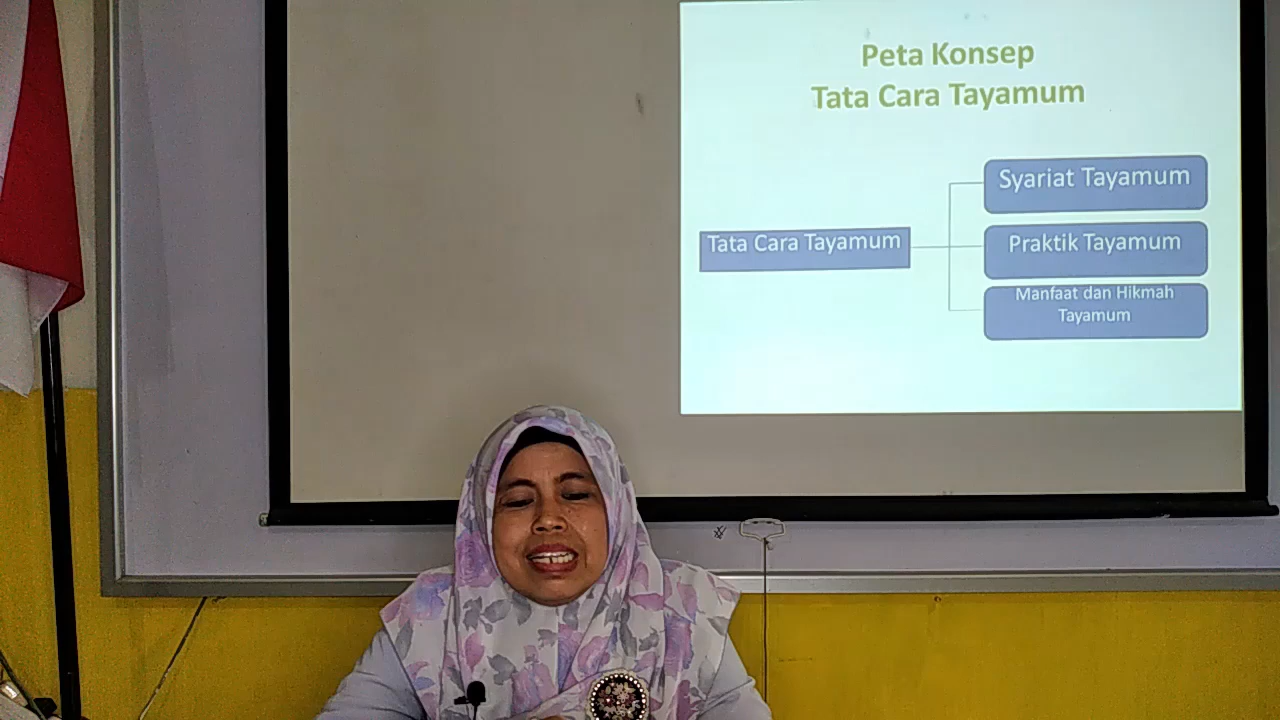 Peta Konsep
Tata Cara Tayamum
Tata Cara Tayamum
Syariat Tayamum
Praktik Tayamum
Manfaat dan Hikmah
Tayamum